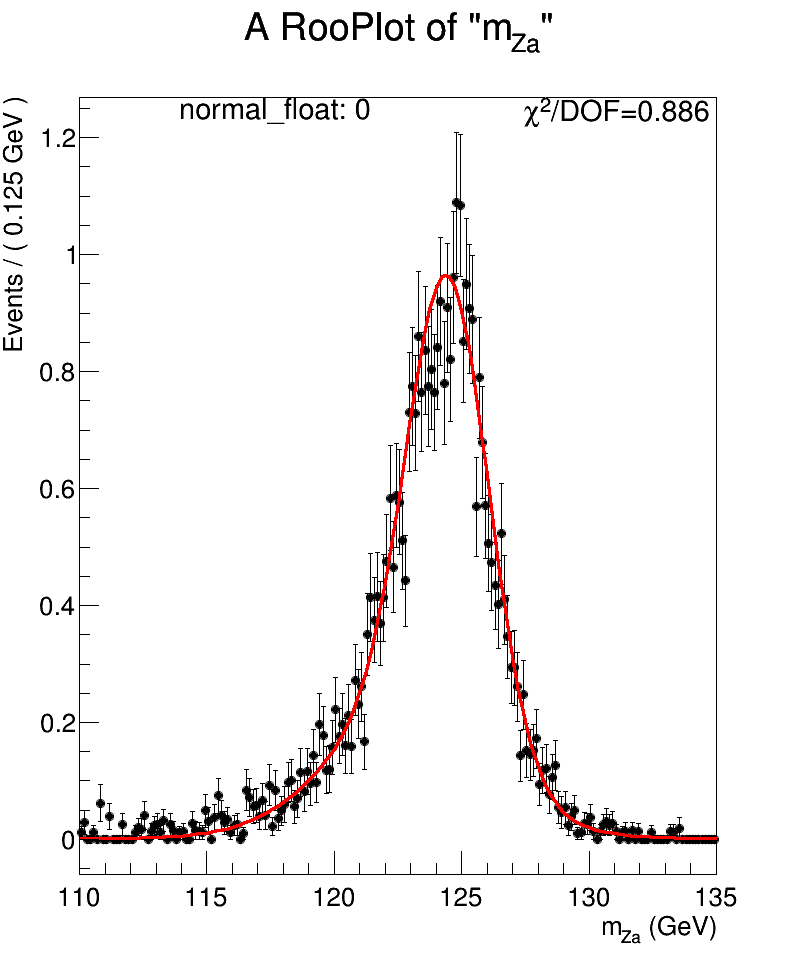 A RooPlot of "m_Za"
normal_float: 0
χ²/DOF=0.886
Events / ( 0.125 GeV )
1.2
1
0.8
0.6
0.4
0.2
0
110 115 120 125 130 135
m_Za (GeV)